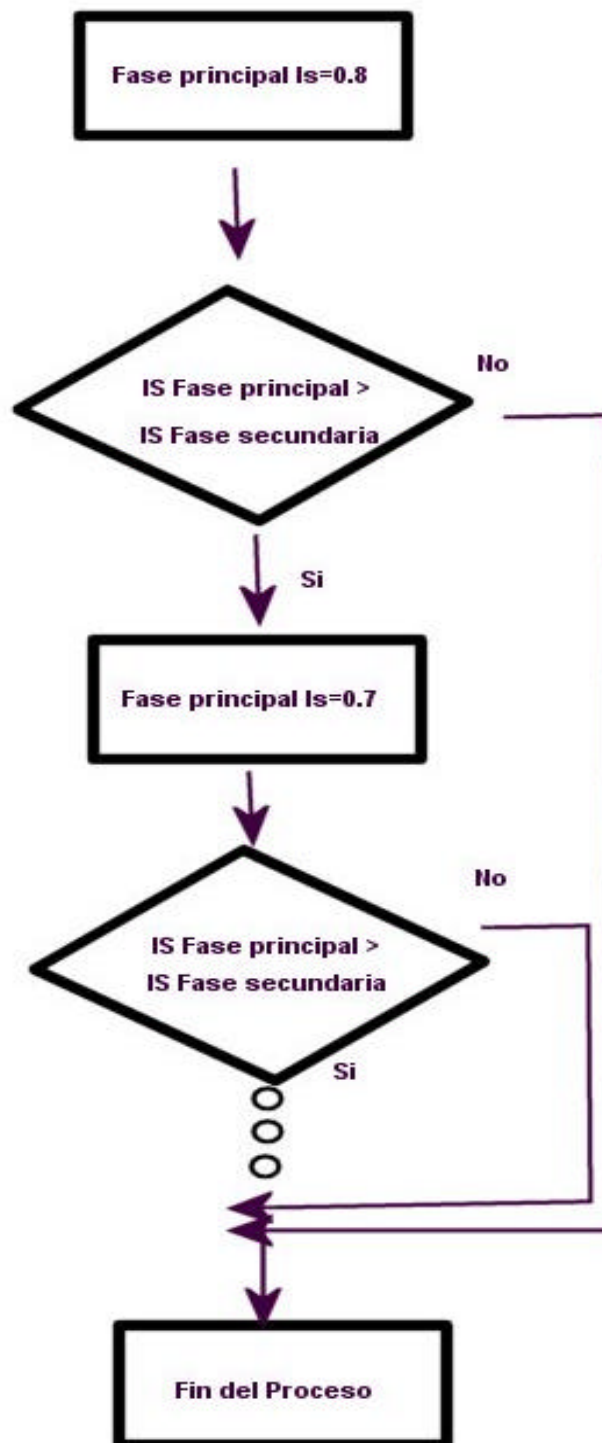 Fase principal Is=0.8
No
IS Fase principal >
IS Fase secundaria
Si
Fase principal Is=0.7
No
IS Fase principal >
IS Fase secundaria
Si
Fin del Proceso